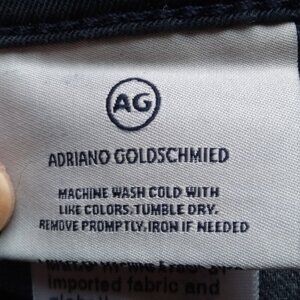 AG
ADRIANO GOLDSCHMIED
MACHINE WASH COLD WITH
LIKE COLORS. TUMBLE DRY.
REMOVE PROMPTLY, IRON IF NEEDED
imported fabric and